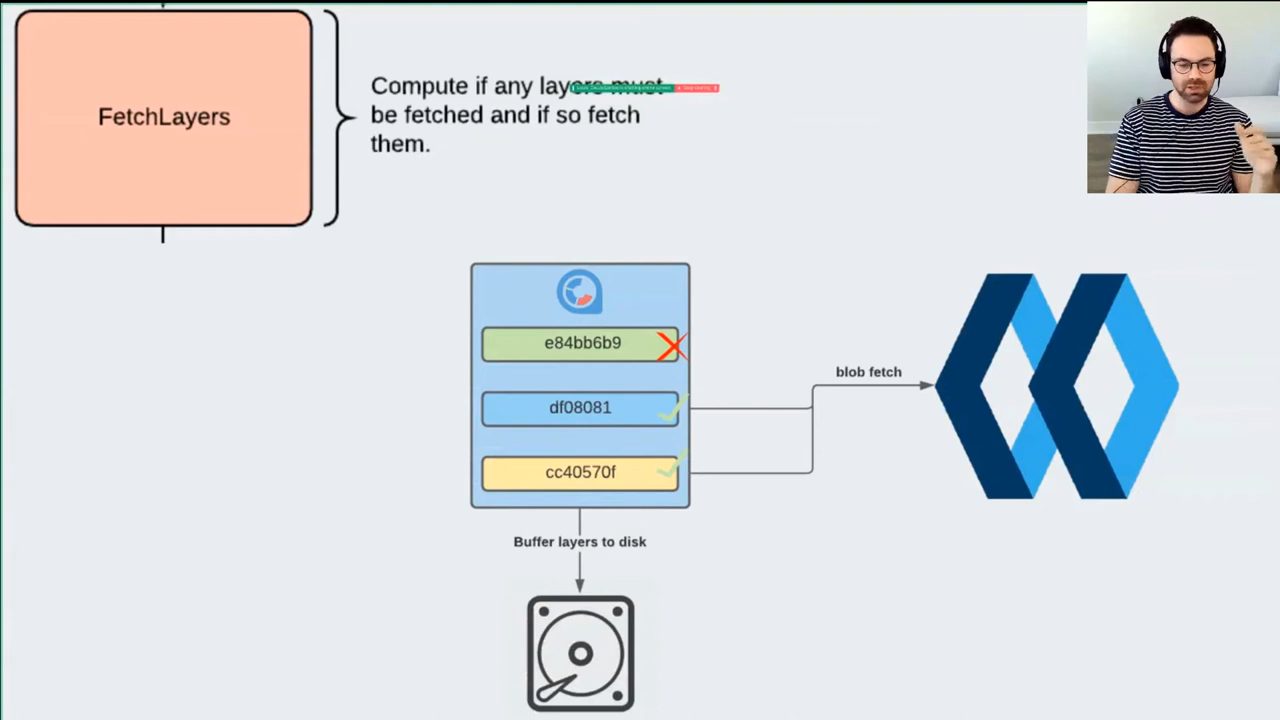 FetchLayers
Compute if any layers must
be fetched and if so fetch
them.
e84bb6b9
df08081
cc40570f
blob fetch
Buffer layers to disk